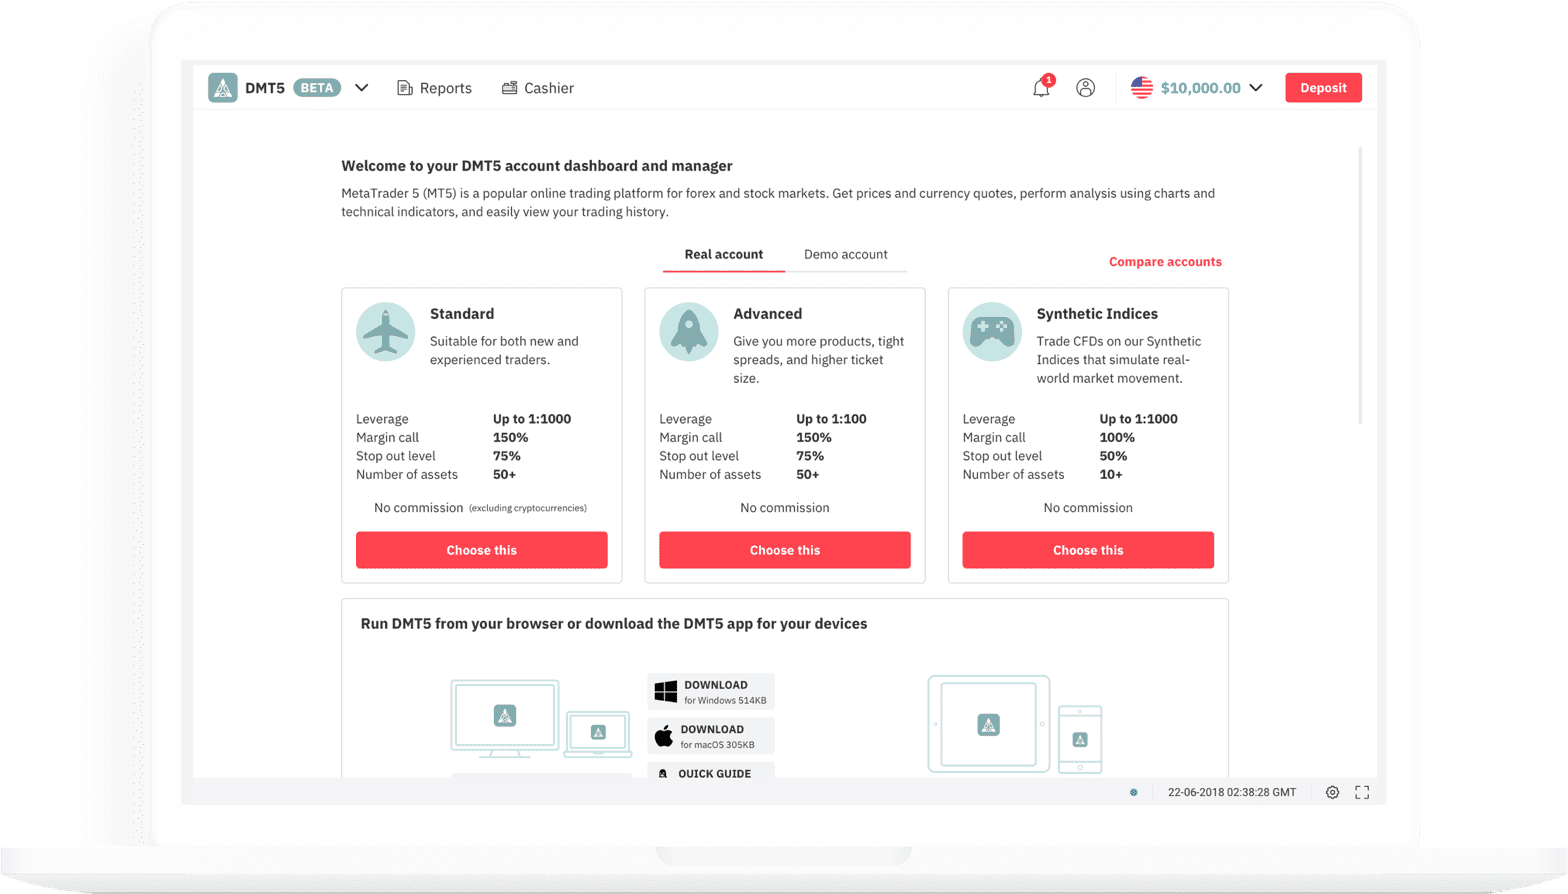 DMT5 BETA Reports Cashier 1 $10,000.00 Deposit
Welcome to your DMT5 account dashboard and manager
MetaTrader 5 (MT5) is a popular online trading platform for forex and stock markets. Get prices and currency quotes, perform analysis using charts and
technical indicators, and easily view your trading history.
Real account Demo account
Compare accounts
Standard
Suitable for both new and
experienced traders.
Leverage Up to 1:1000
Margin call 150%
Stop out level 75%
Number of assets 50+
No commission (excluding cryptocurrencies)
Choose this
Advanced
Give you more products, tight
spreads, and higher ticket
size.
Leverage Up to 1:100
Margin call 150%
Stop out level 75%
Number of assets 50+
No commission
Choose this
Synthetic Indices
Trade CFDs on our Synthetic
Indices that simulate real-
world market movement.
Leverage Up to 1:1000
Margin call 100%
Stop out level 50%
Number of assets 10+
No commission
Choose this
Run DMT5 from your browser or download the DMT5 app for your devices
DOWNLOAD
for Windows 514KB
DOWNLOAD
for macOS 305KB
QUICK GUIDE
22-06-2018 02:38:28 GMT